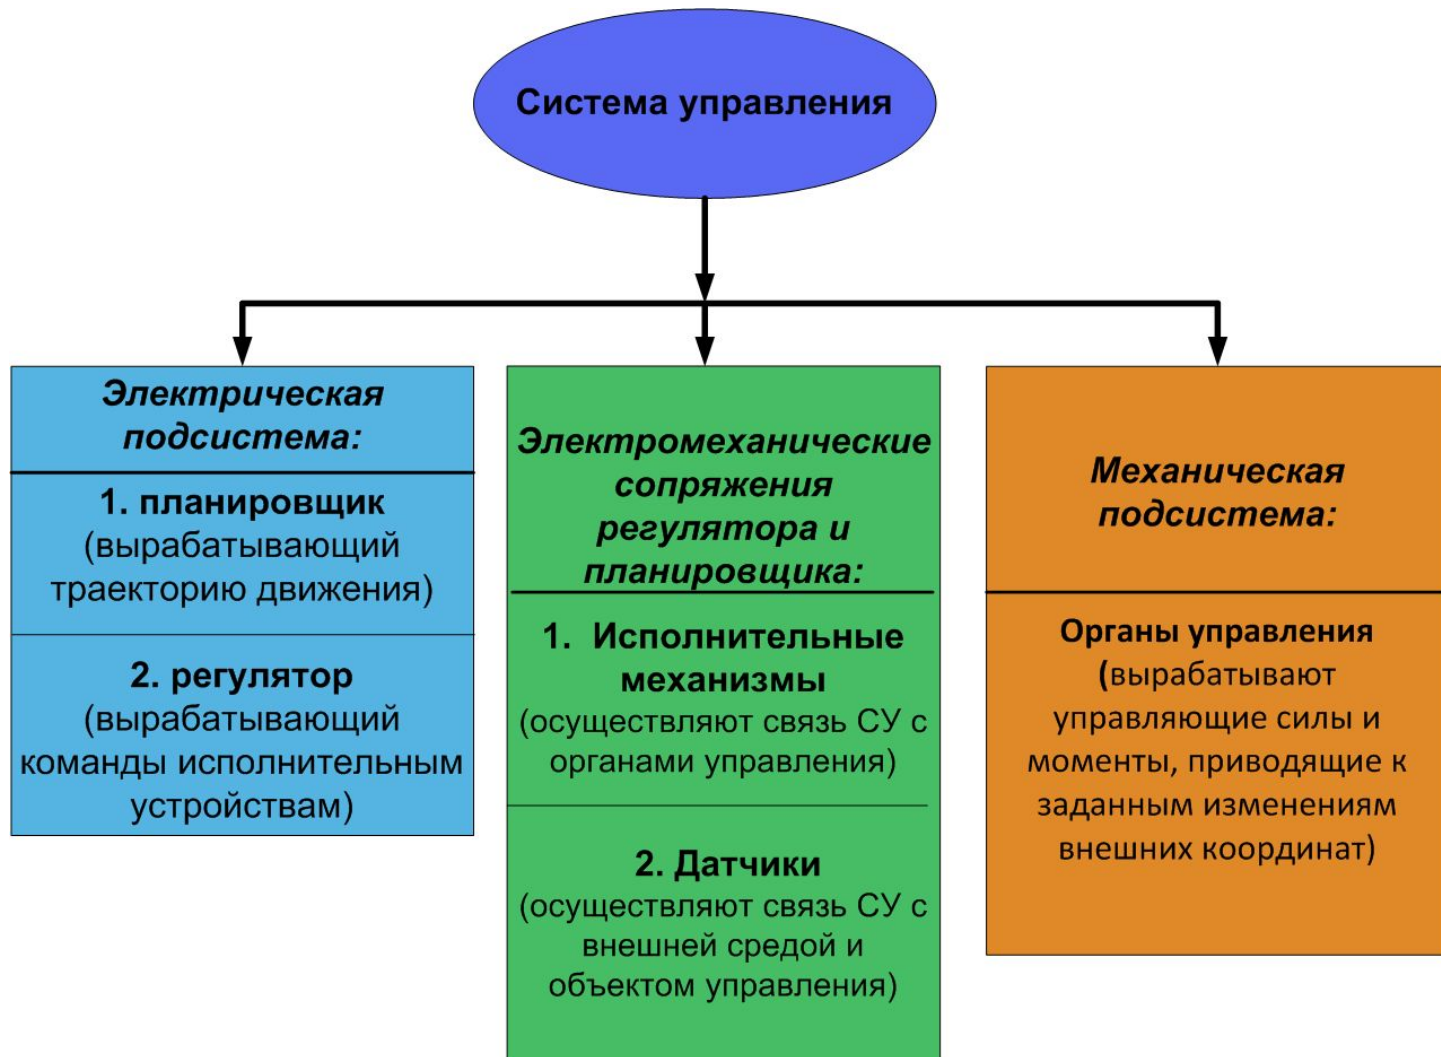 Система управления
Электрическая
подсистема:
1. планировщик
(вырабатывающий
траекторию движения)
2. регулятор
(вырабатывающий
команды исполнительным
устройствам)
Электромеханические
сопряжения
регулятора и
планировщика:
1. Исполнительные
механизмы
(осуществляют связь СУ с
органами управления)
2. Датчики
(осуществляют связь СУ с
внешней средой и
объектом управления)
Механическая
подсистема:
Органы управления
(вырабатывают
управляющие силы и
моменты, приводящие к
заданным изменениям
внешних координат)